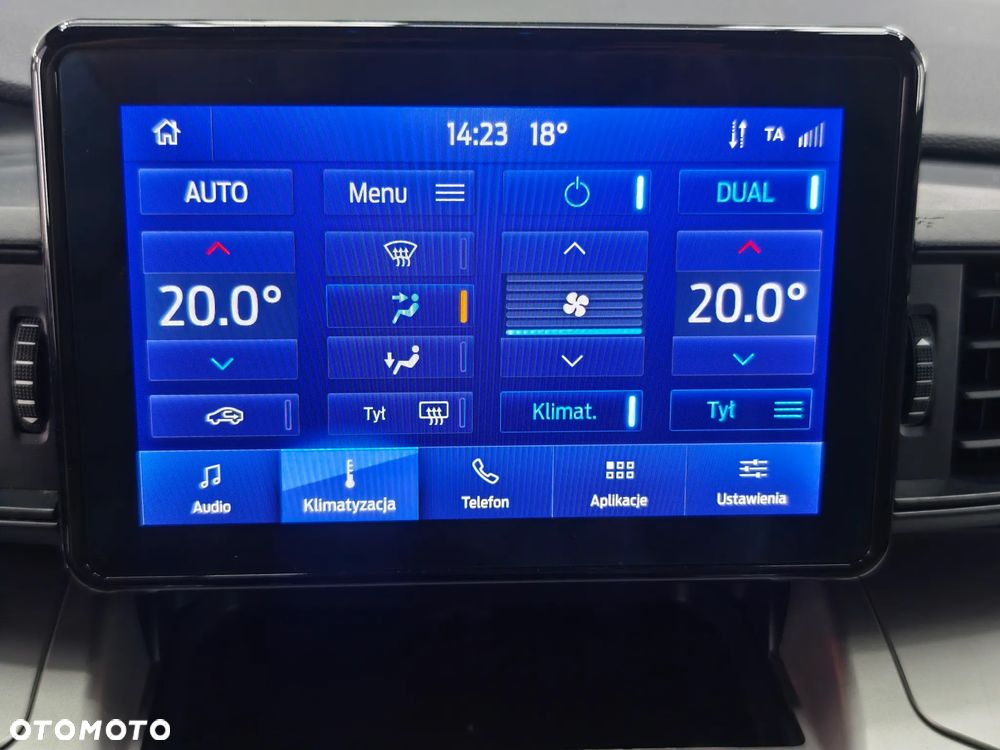 14:23 18° TA
AUTO Menu DUAL
20.0° 20.0°
Tył Klimat. Tył
Audio Klimatyzacja Telefon Aplikacje Ustawienia
OTOMOTO